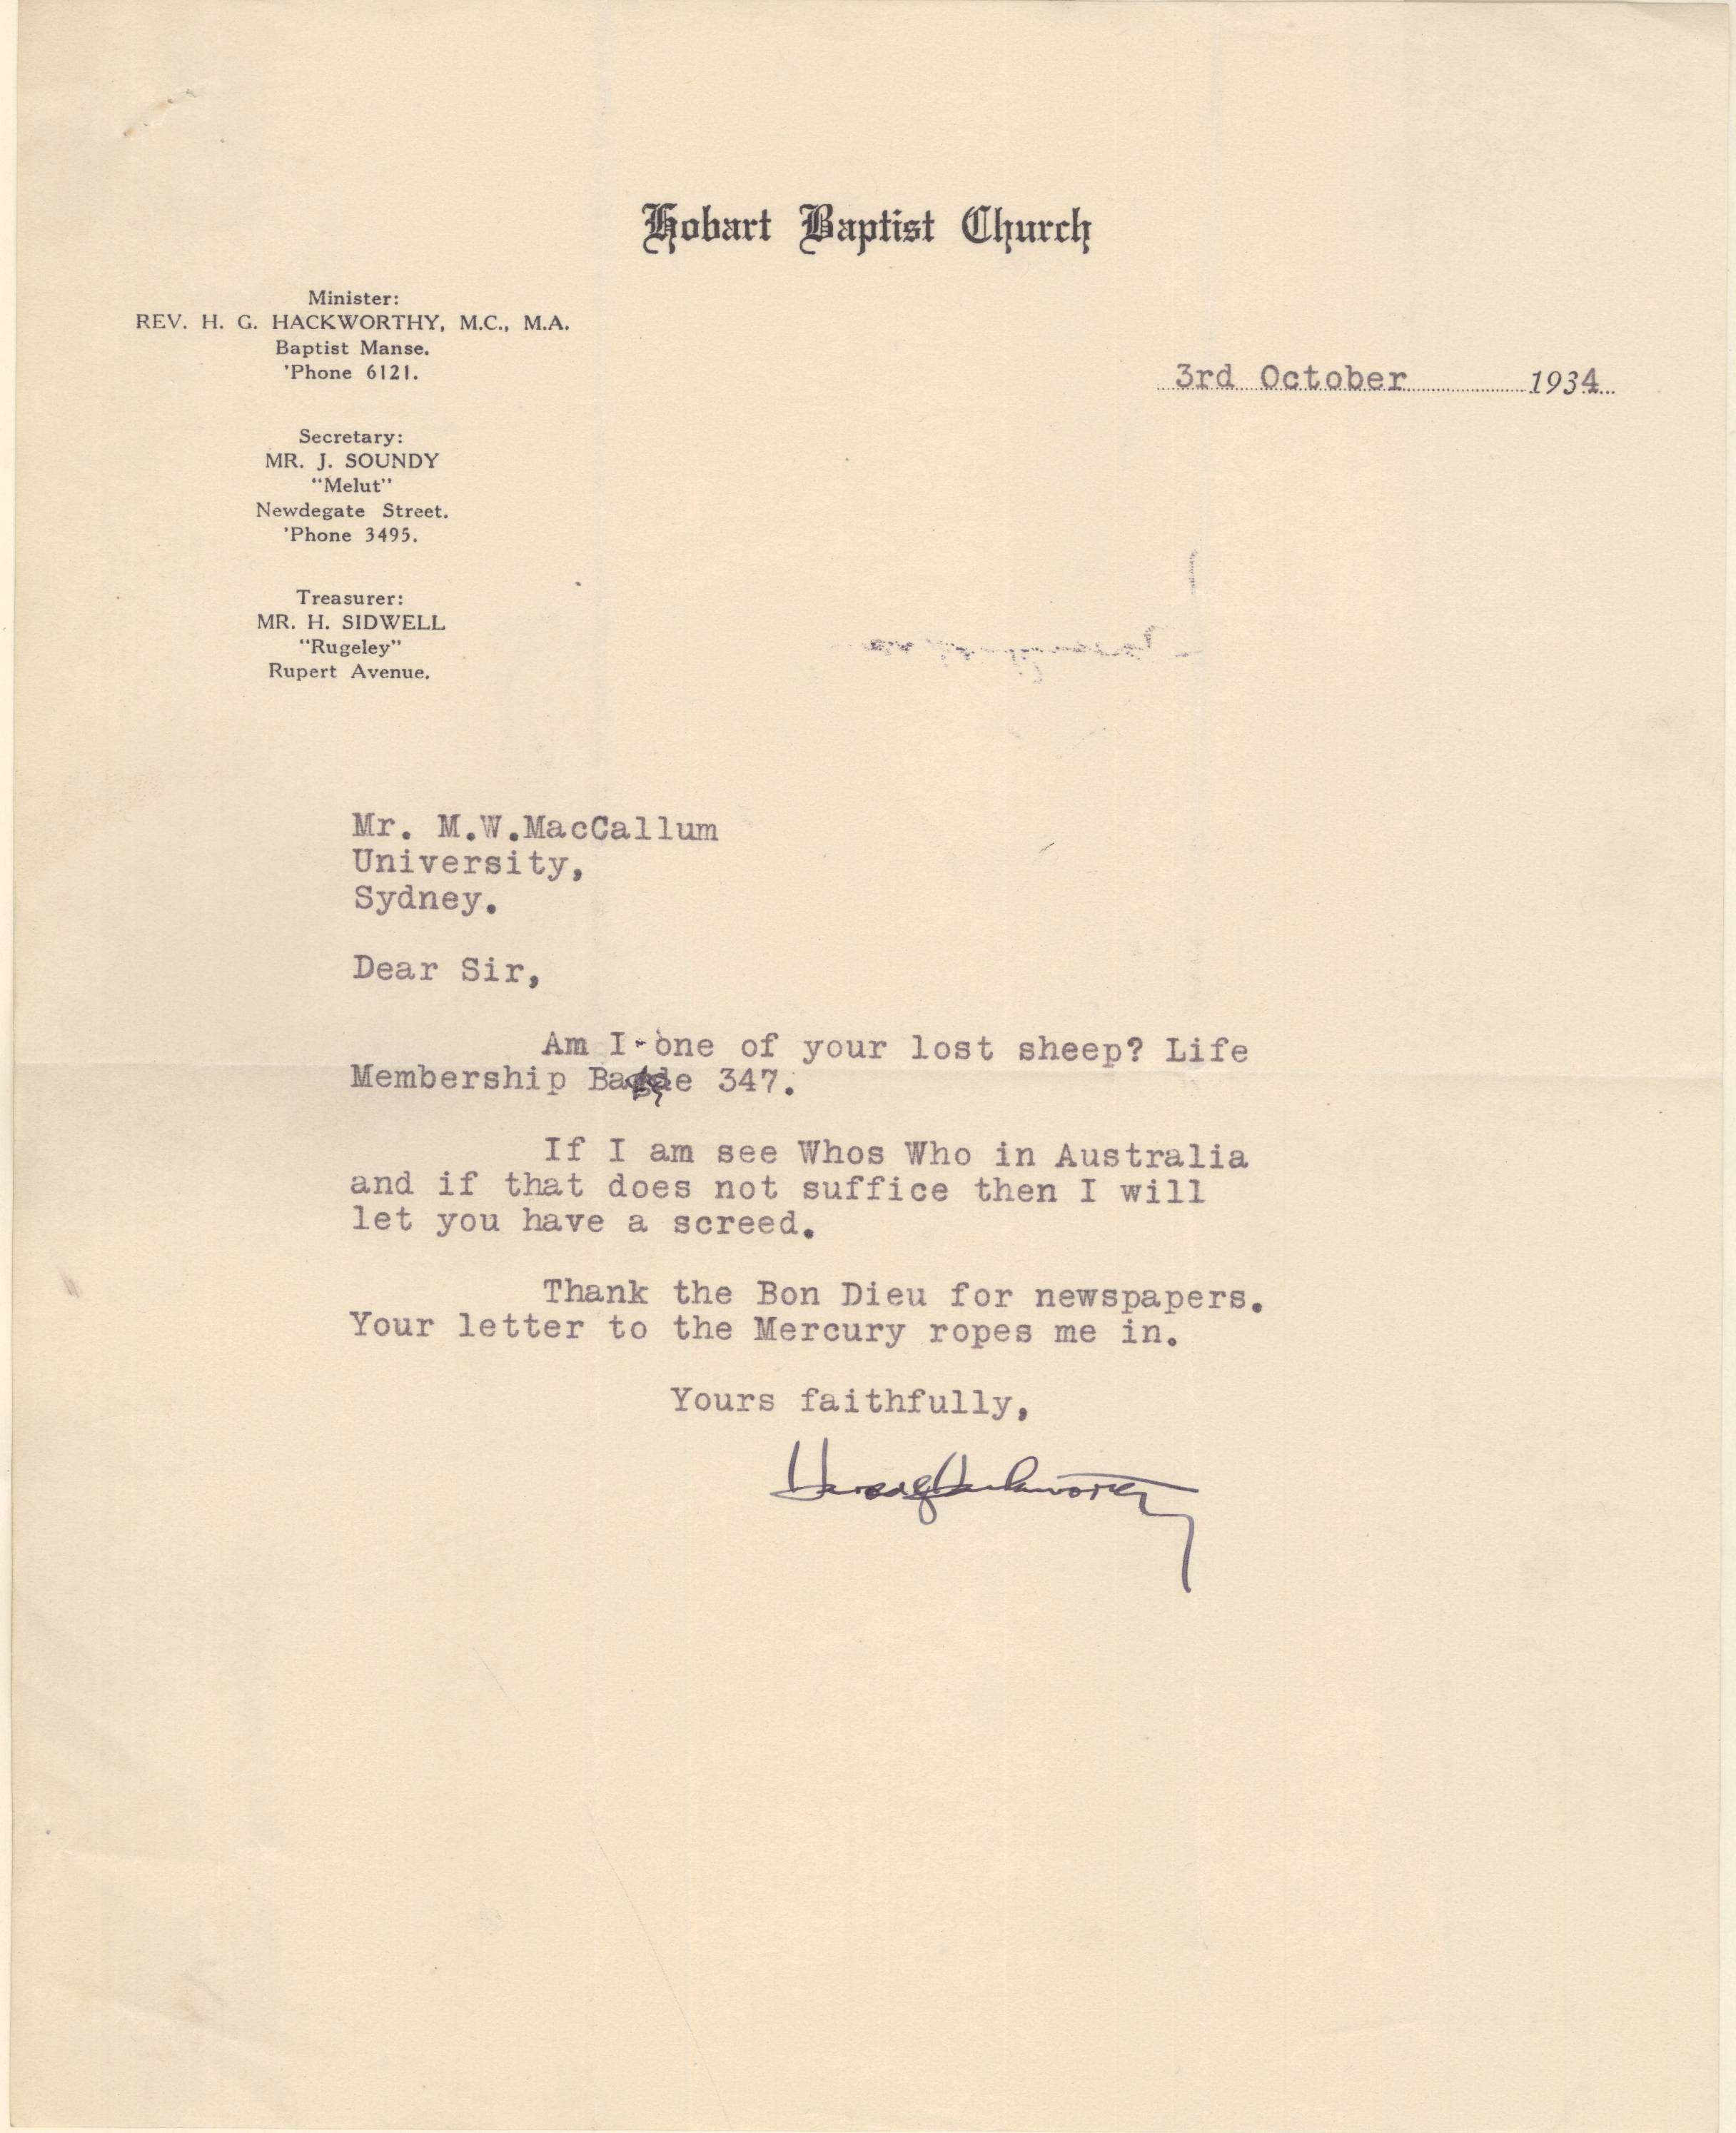 Hobart Baptist Church
Minister:
REV. H. G. HACKWORTHY, M.C., M.A.
Baptist Manse.
'Phone 6121.
3rd October 1934
Secretary:
MR. J. SOUNDY
"Melut"
Newdegate Street.
'Phone 3495.
Treasurer:
MR. H. SIDWELL
"Rugeley"
Rupert Avenue.
Mr. M.W.MacCallum
University,
Sydney.
Dear Sir,
Am I one of your lost sheep? Life
Membership Badge 347.
If I am see Whos Who in Australia
and if that does not suffice then I will
let you have a screed.
Thank the Bon Dieu for newspapers.
Your letter to the Mercury ropes me in.
Yours faithfully,
Hackworthy